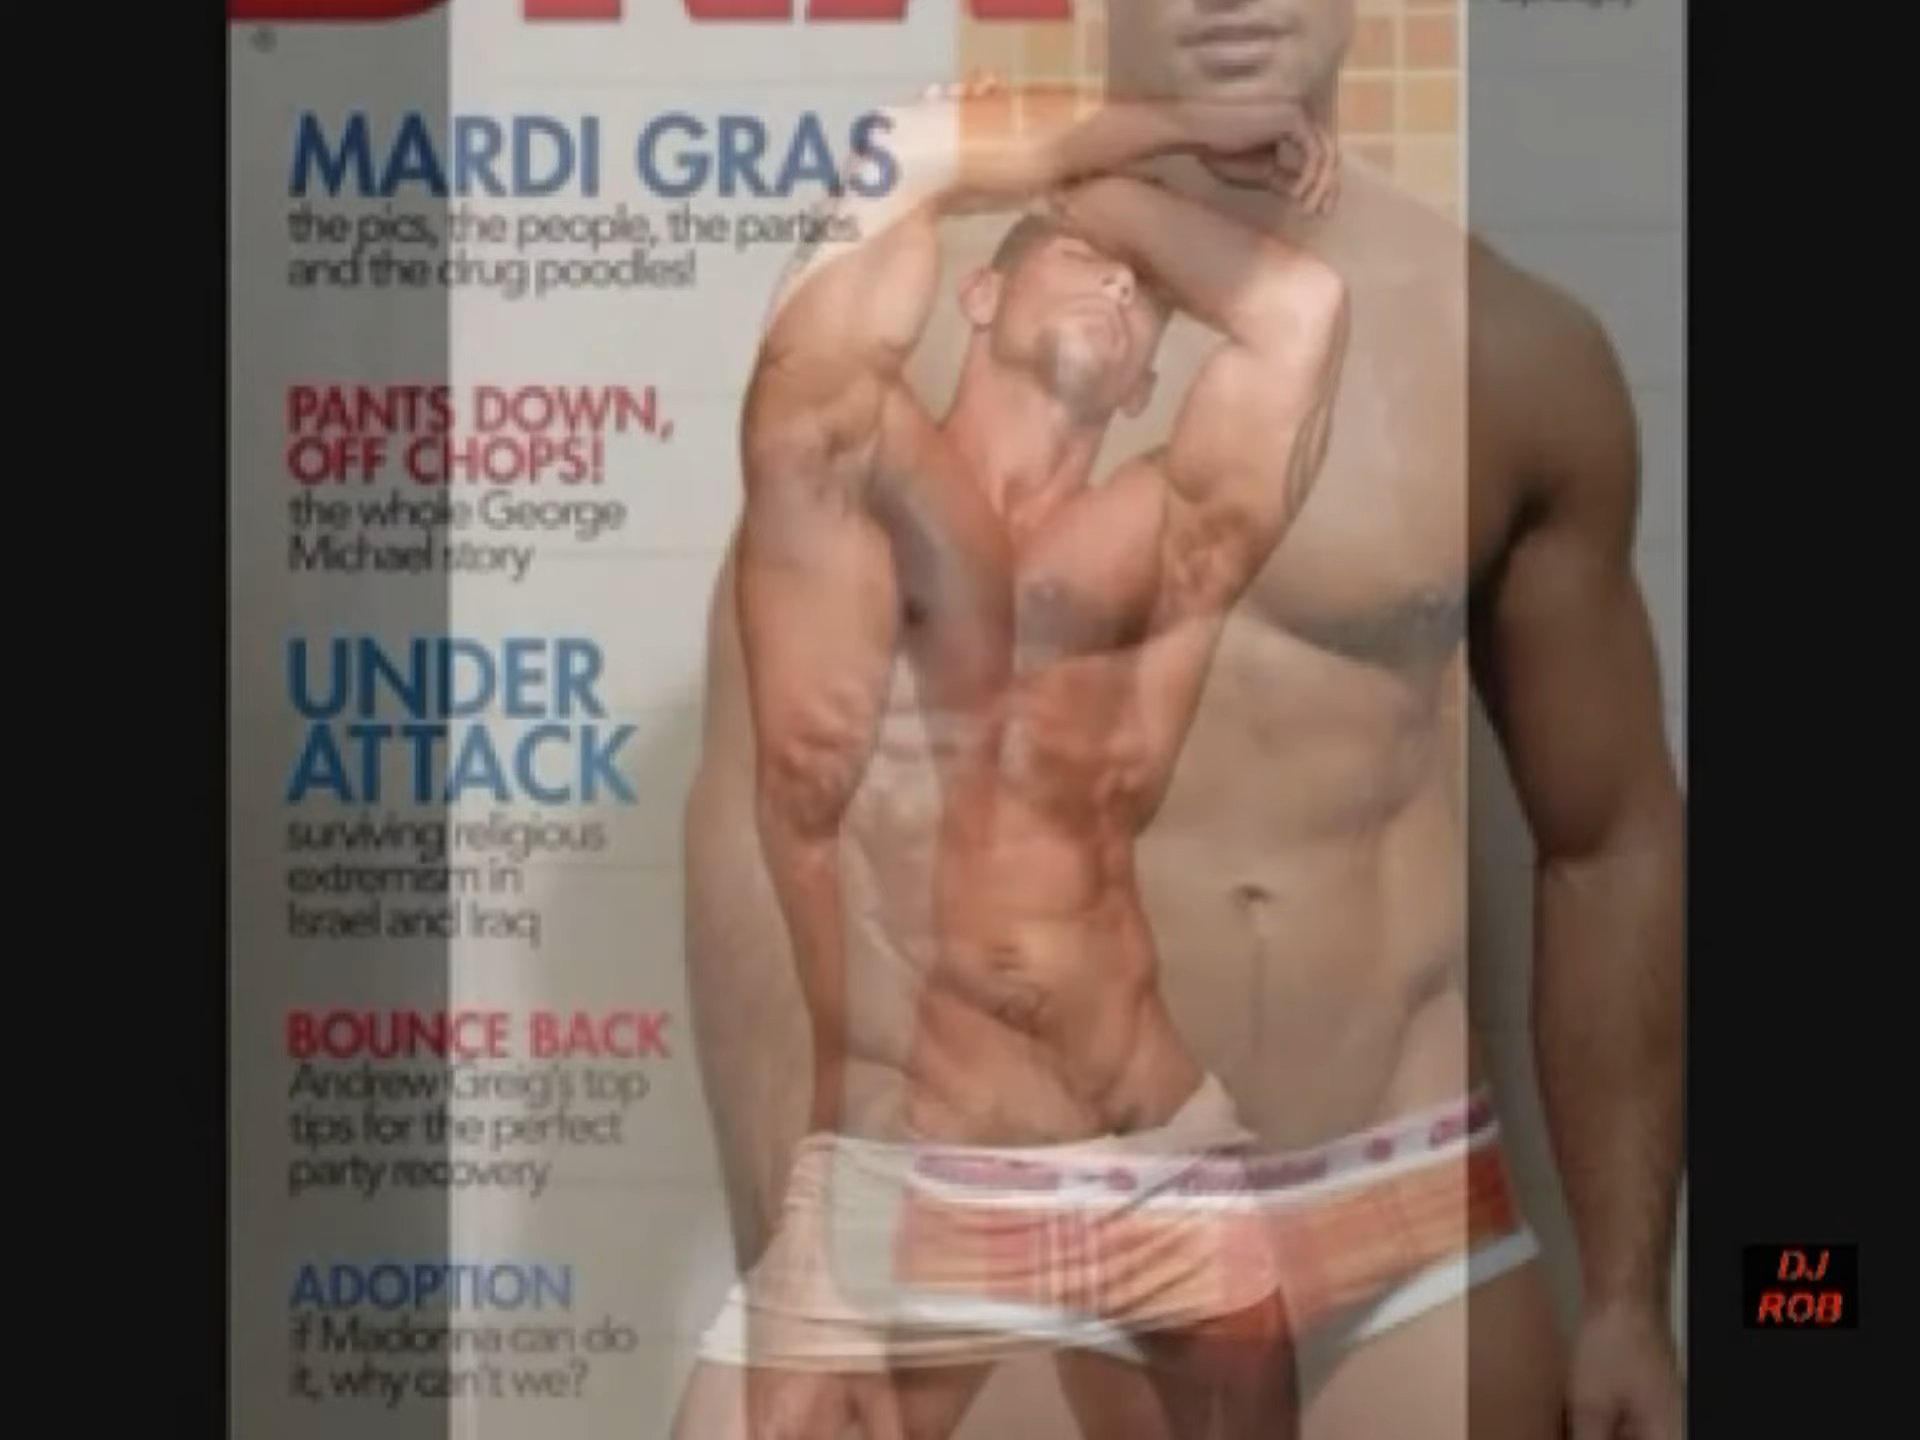 DNA
MARDI GRAS
the pics, the people, the parties
and the drug poodles!
PANTS DOWN,
OFF CHOPS!
the whole George
Michael story
UNDER
ATTACK
surviving religious
extremism in
Israel and Iraq
BOUNCE BACK
Andrew Greig's top
tips for the perfect
party recovery
ADOPTION
if Madonna can do
it, why can't we?
DJ
ROB